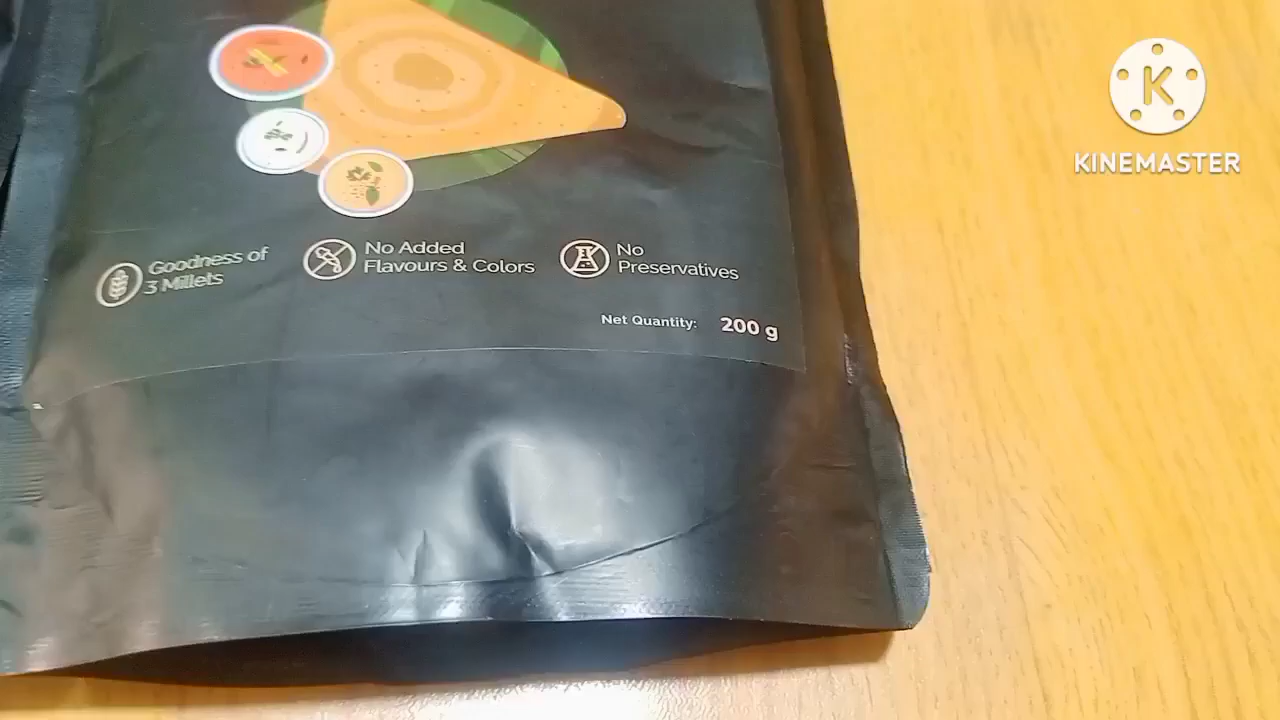 K
KINEMASTER
Goodness of
3 Millets
No Added
Flavours & Colors
No
Preservatives
Net Quantity: 200 g